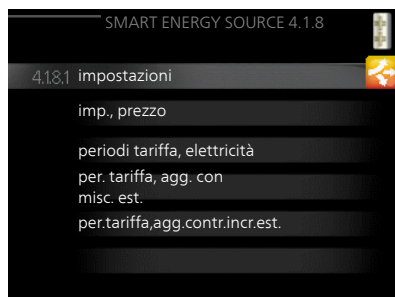 SMART ENERGY SOURCE 4.1.8
4.1.8.1 impostazioni
imp., prezzo
periodi tariffa, elettricità
per. tariffa, agg. con
misc. est.
per.tariffa,agg.contr.incr.est.